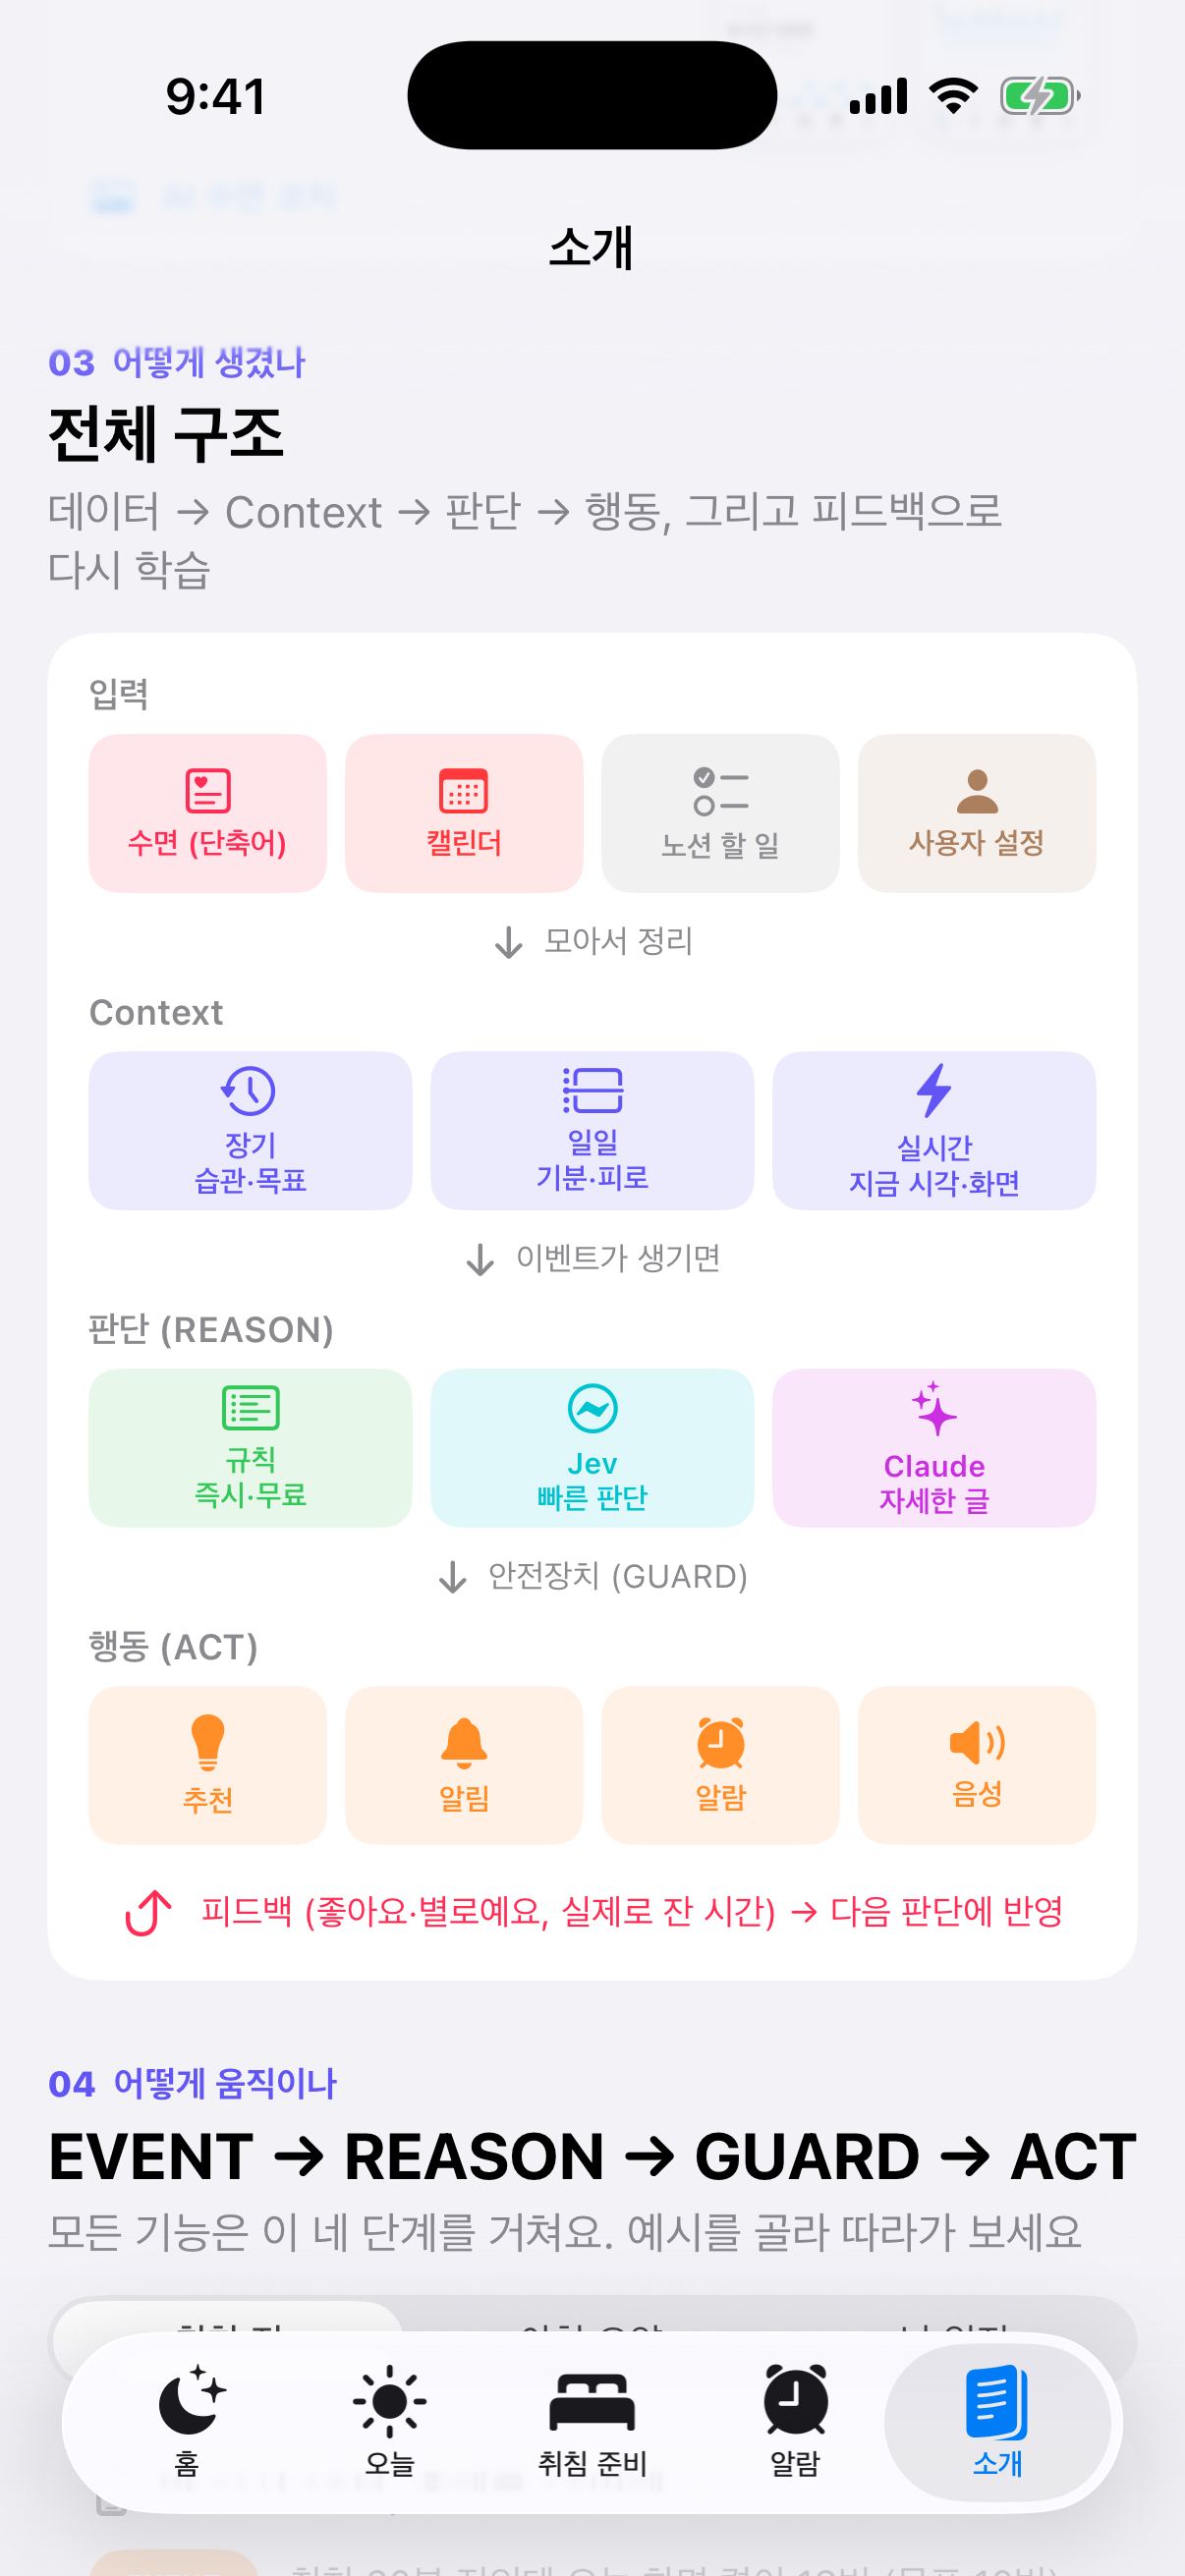 9:41
소개
03 어떻게 생겼나
전체 구조
데이터 → Context → 판단 → 행동, 그리고 피드백으로
다시 학습
입력
수면 (단축어)
캘린더
노션 할 일
사용자 설정
↓ 모아서 정리
Context
장기
습관·목표
일일
기분·피로
실시간
지금 시각·화면
↓ 이벤트가 생기면
판단 (REASON)
규칙
즉시·무료
Jev
빠른 판단
Claude
자세한 글
↓ 안전장치 (GUARD)
행동 (ACT)
추천
알림
알람
음성
피드백 (좋아요·별로예요, 실제로 잔 시간) → 다음 판단에 반영
04 어떻게 움직이나
EVENT → REASON → GUARD → ACT
모든 기능은 이 네 단계를 거쳐요. 예시를 골라 따라가 보세요
홈
오늘
취침 준비
알람
소개